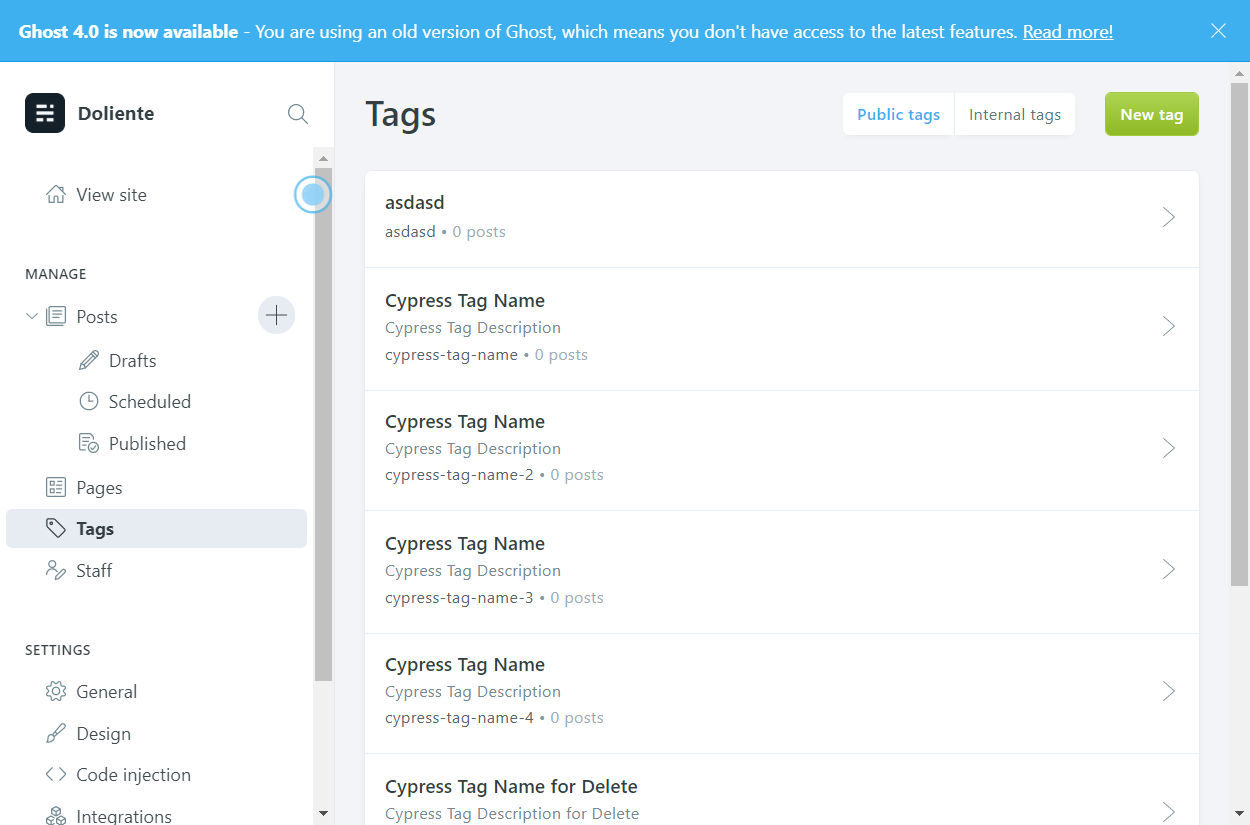 Ghost 4.0 is now available - You are using an old version of Ghost, which means you don't have access to the latest features. Read more!
Doliente
View site
MANAGE
Posts
Drafts
Scheduled
Published
Pages
Tags
Staff
SETTINGS
General
Design
Code injection
Integrations
Tags
Public tags
Internal tags
New tag
asdasd
asdasd • 0 posts
Cypress Tag Name
Cypress Tag Description
cypress-tag-name • 0 posts
Cypress Tag Name
Cypress Tag Description
cypress-tag-name-2 • 0 posts
Cypress Tag Name
Cypress Tag Description
cypress-tag-name-3 • 0 posts
Cypress Tag Name
Cypress Tag Description
cypress-tag-name-4 • 0 posts
Cypress Tag Name for Delete
Cypress Tag Description for Delete